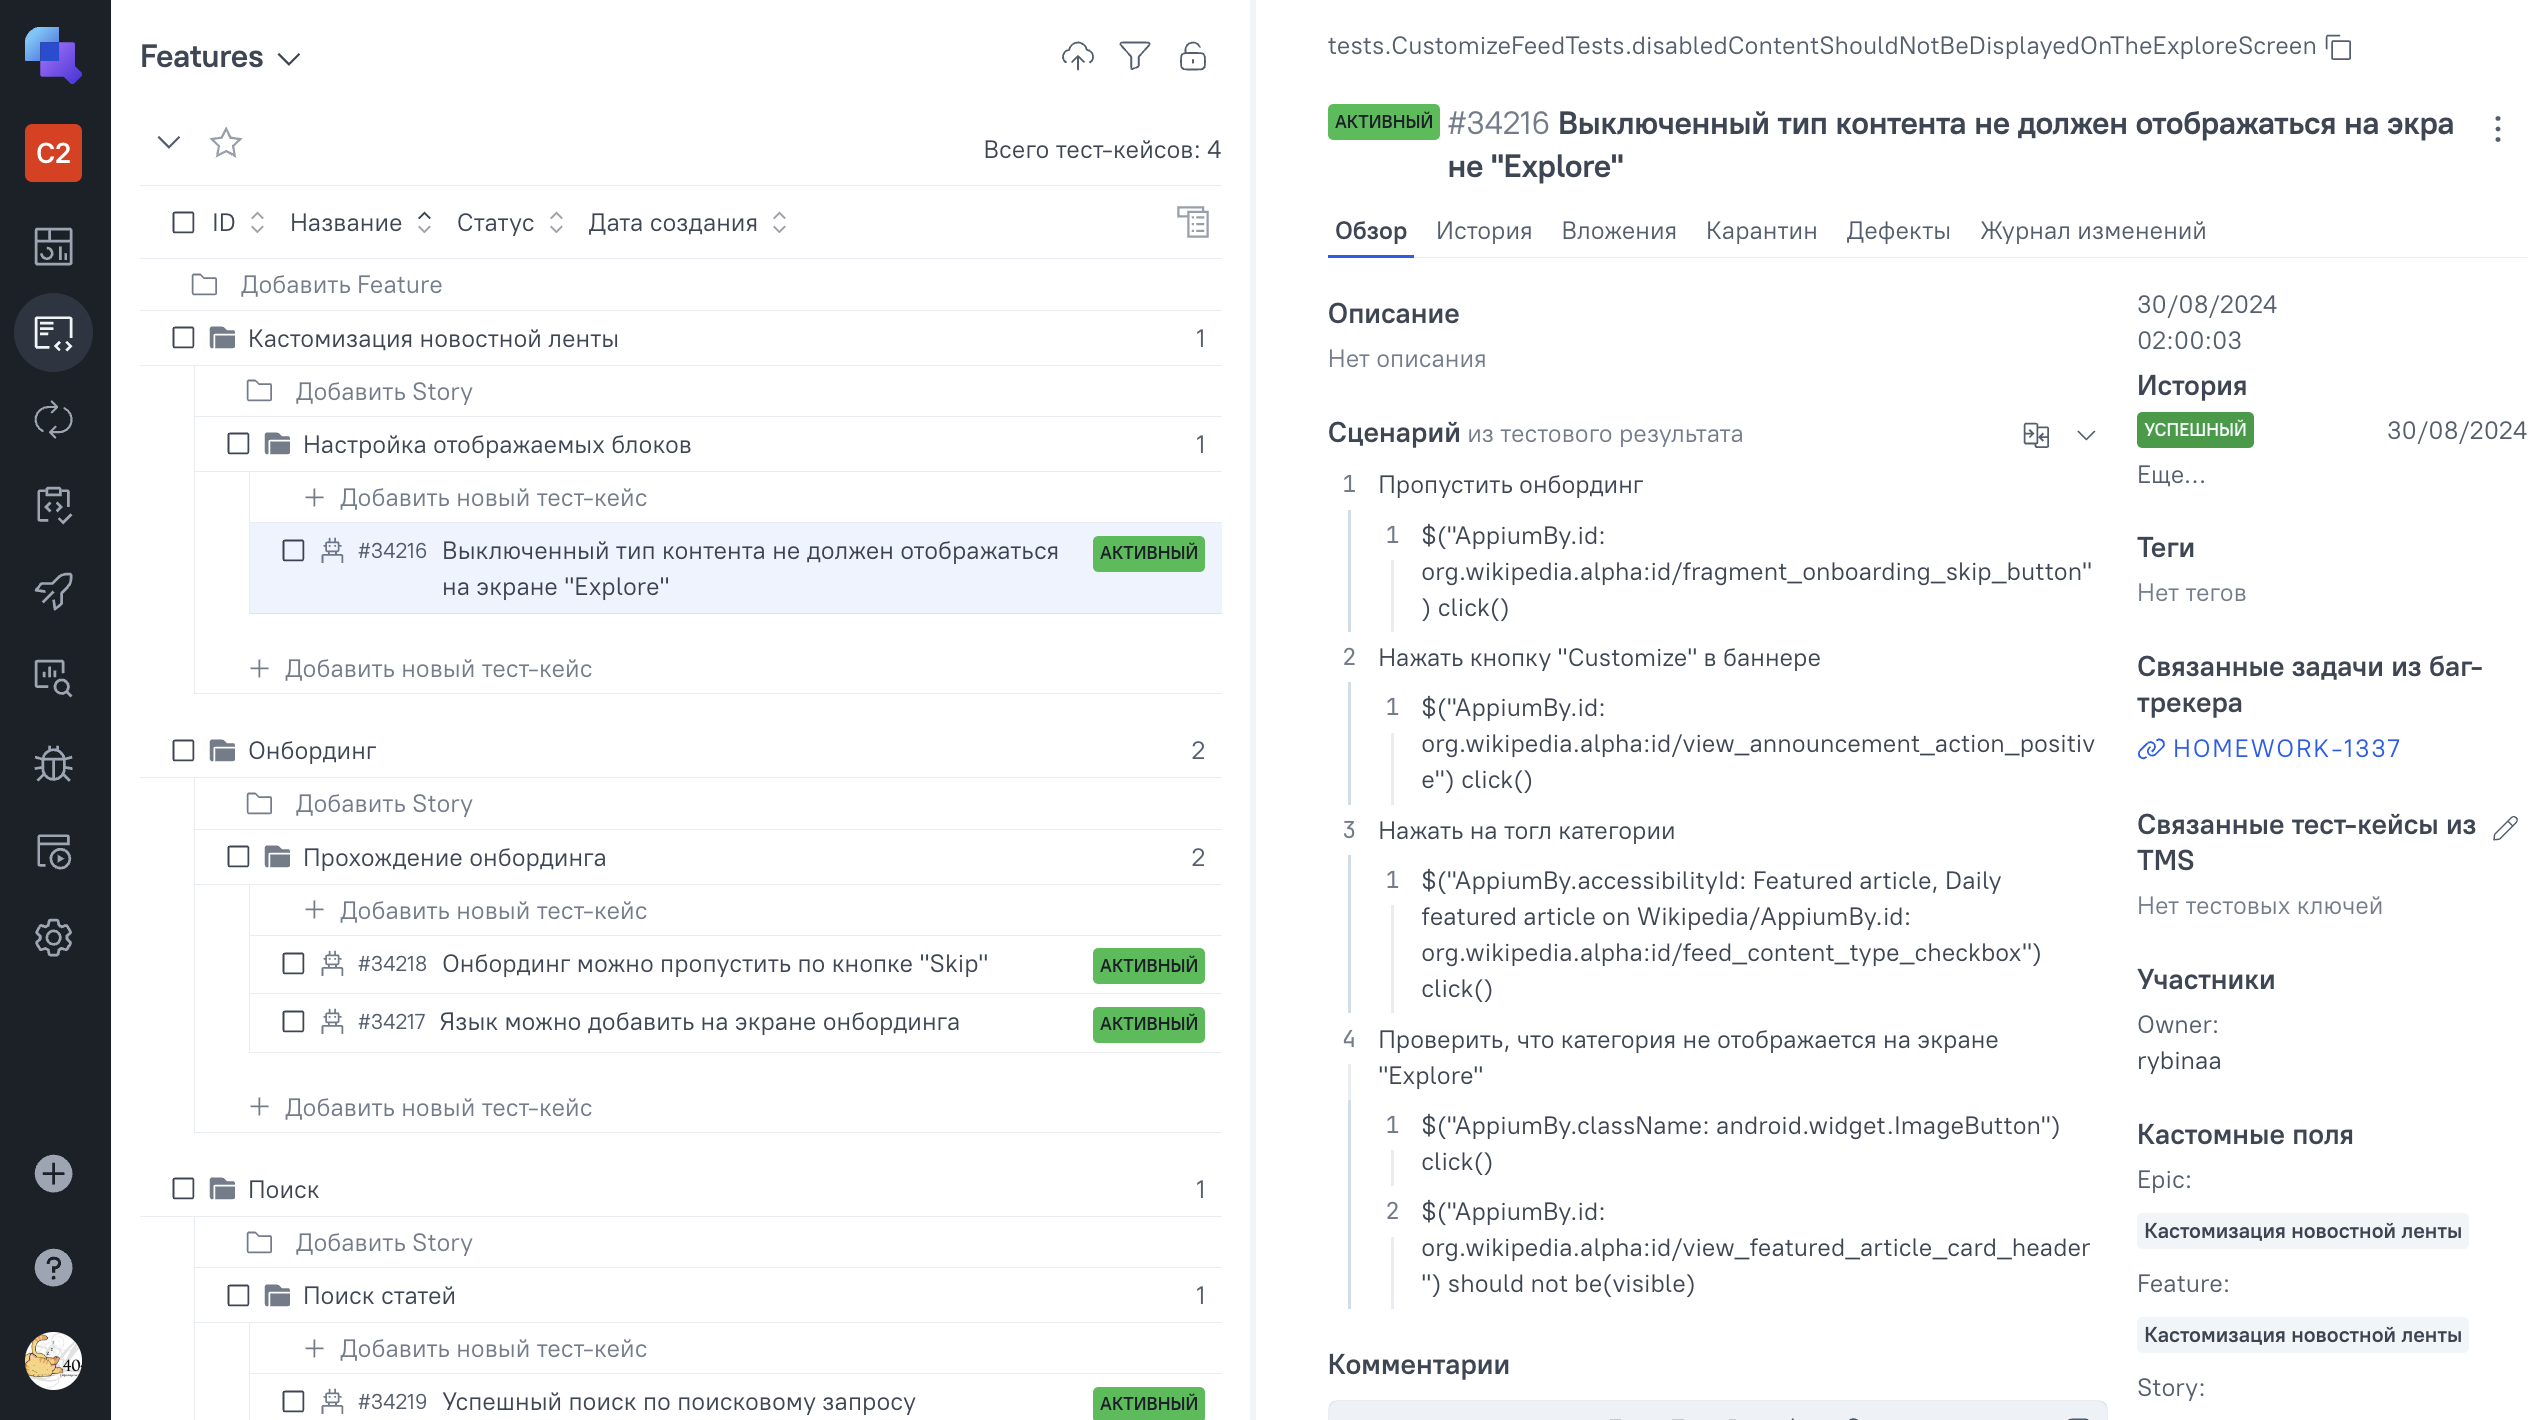 C2
40
Features
Всего тест-кейсов: 4
ID Название Статус Дата создания
Добавить Feature
Кастомизация новостной ленты 1
Добавить Story
Настройка отображаемых блоков 1
Добавить новый тест-кейс
#34216 Выключенный тип контента не должен отображаться АКТИВНЫЙ
на экране "Explore"
Добавить новый тест-кейс
Онбординг 2
Добавить Story
Прохождение онбординга 2
Добавить новый тест-кейс
#34218 Онбординг можно пропустить по кнопке "Skip" АКТИВНЫЙ
#34217 Язык можно добавить на экране онбординга АКТИВНЫЙ
Добавить новый тест-кейс
Поиск 1
Добавить Story
Поиск статей 1
Добавить новый тест-кейс
#34219 Успешный поиск по поисковому запросу АКТИВНЫЙ
tests.CustomizeFeedTests.disabledContentShouldNotBeDisplayedOnTheExploreScreen
АКТИВНЫЙ #34216 Выключенный тип контента не должен отображаться на экра
не "Explore"
Обзор История Вложения Карантин Дефекты Журнал изменений
Описание
Нет описания
Сценарий из тестового результата
1 Пропустить онбординг
1 $("AppiumBy.id:
org.wikipedia.alpha:id/fragment_onboarding_skip_button"
) click()
2 Нажать кнопку "Customize" в баннере
1 $("AppiumBy.id:
org.wikipedia.alpha:id/view_announcement_action_positiv
e") click()
3 Нажать на тогл категории
1 $("AppiumBy.accessibilityId: Featured article, Daily
featured article on Wikipedia/AppiumBy.id:
org.wikipedia.alpha:id/feed_content_type_checkbox")
click()
4 Проверить, что категория не отображается на экране
"Explore"
1 $("AppiumBy.className: android.widget.ImageButton")
click()
2 $("AppiumBy.id:
org.wikipedia.alpha:id/view_featured_article_card_header
") should not be(visible)
Комментарии
30/08/2024
02:00:03
История
УСПЕШНЫЙ 30/08/2024
Еще...
Теги
Нет тегов
Связанные задачи из баг-
трекера
HOMEWORK-1337
Связанные тест-кейсы из
TMS
Нет тестовых ключей
Участники
Owner:
rybinaa
Кастомные поля
Epic:
Кастомизация новостной ленты
Feature:
Кастомизация новостной ленты
Story: